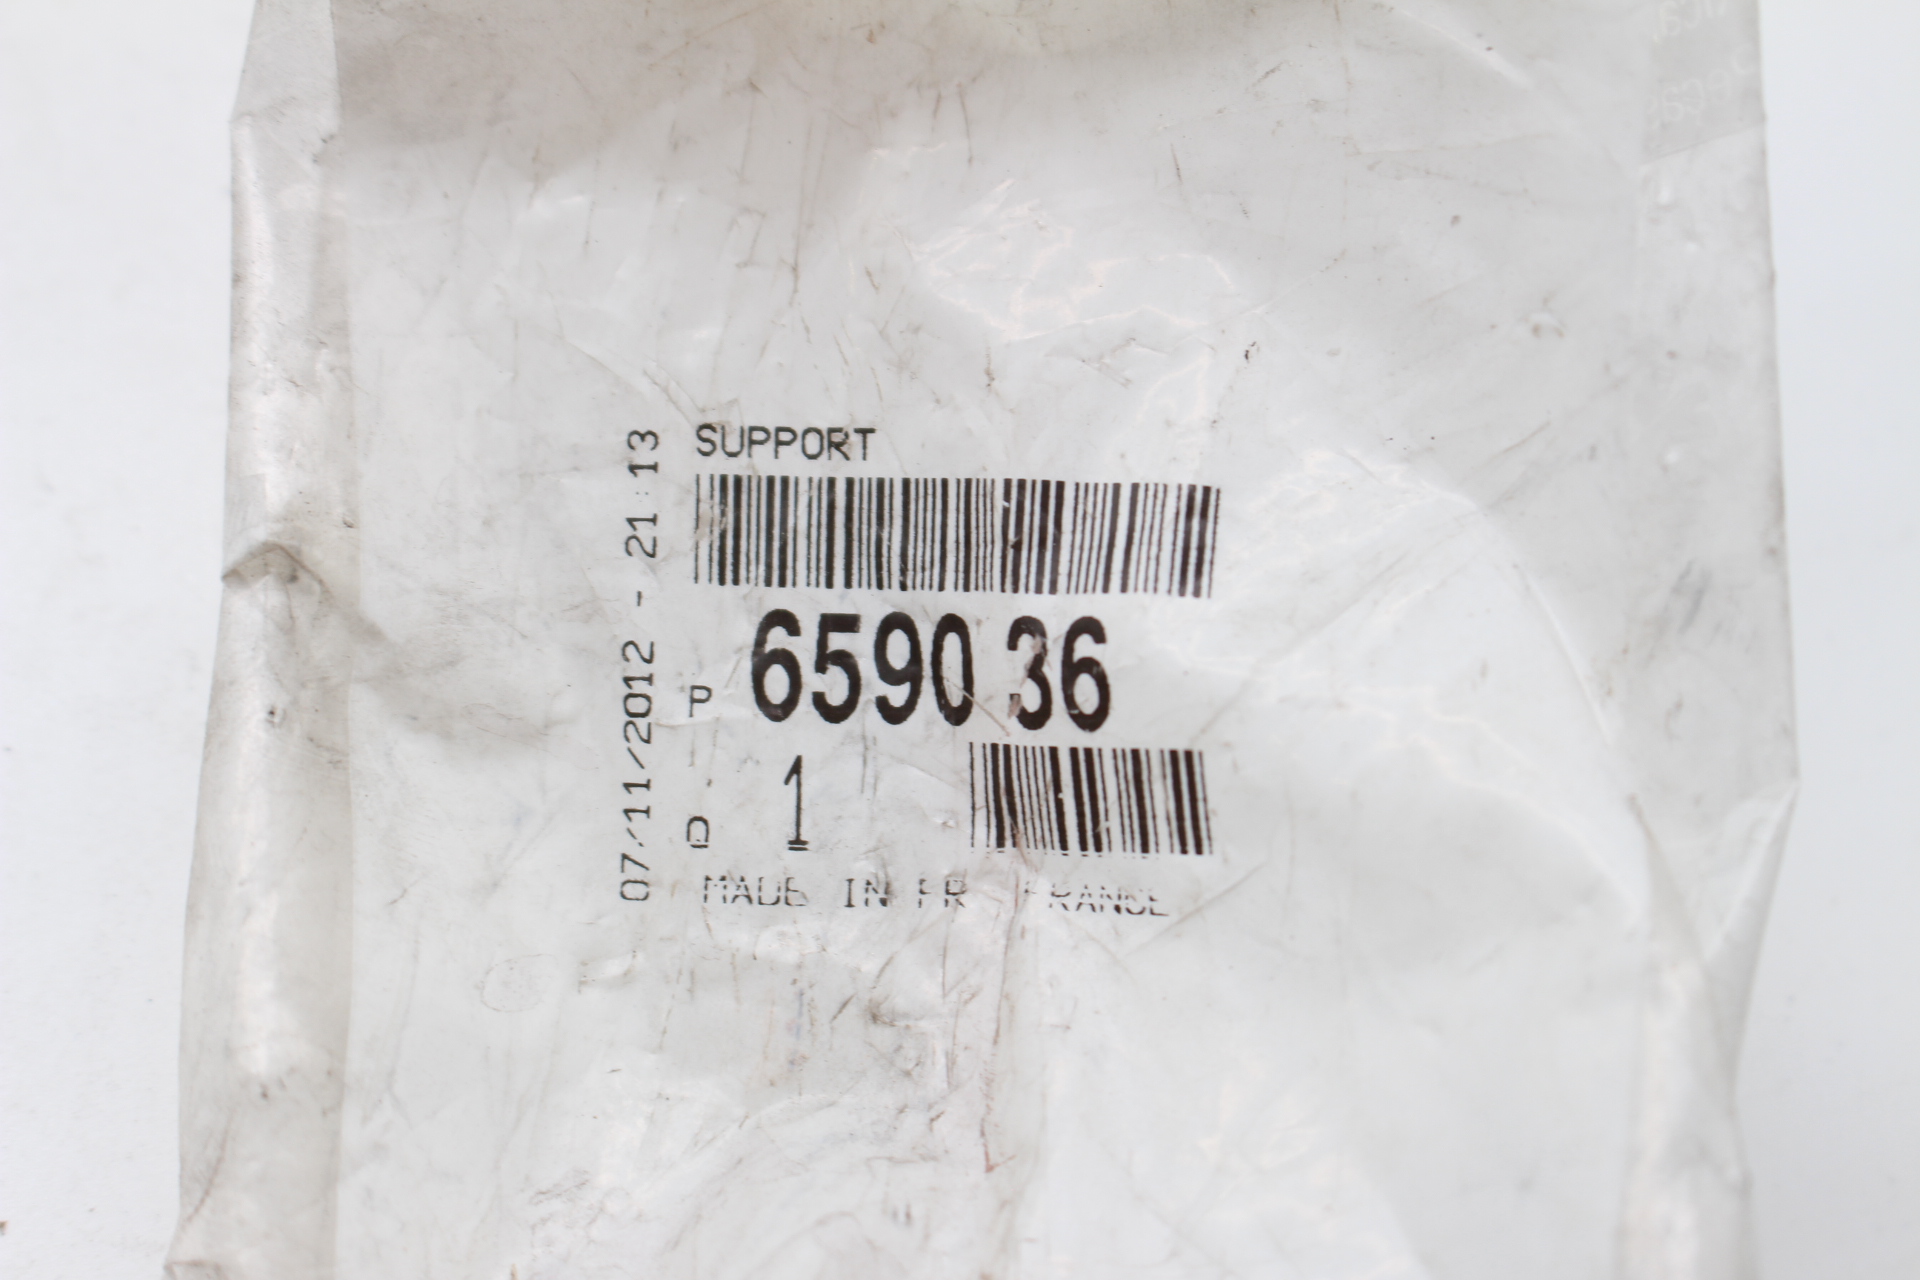 SUPPORT
07/11/2012 - 21:13
P 6590 36
Q 1
MADE IN FR FRANCE